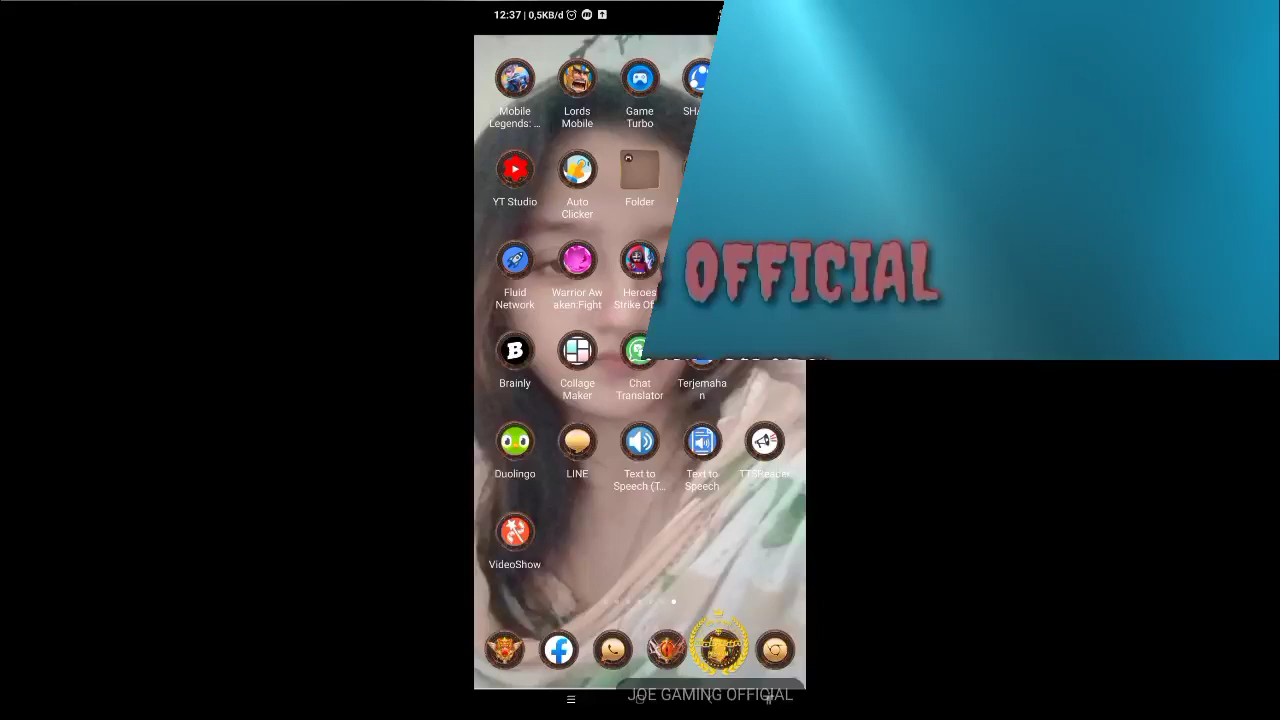 12:37 | 0,5KB/d
Mobile Legends: ...
Lords Mobile
Game Turbo
YT Studio
Auto Clicker
Folder
OFFICIAL
Fluid Network
Warrior Aw aken:Fight
Heroes Strike Of
Brainly
Collage Maker
Chat Translator
Terjemaha n
Duolingo
LINE
Text to Speech (T...
Text to Speech
TTSReader
VideoShow
JOE GAMING OFFICIAL